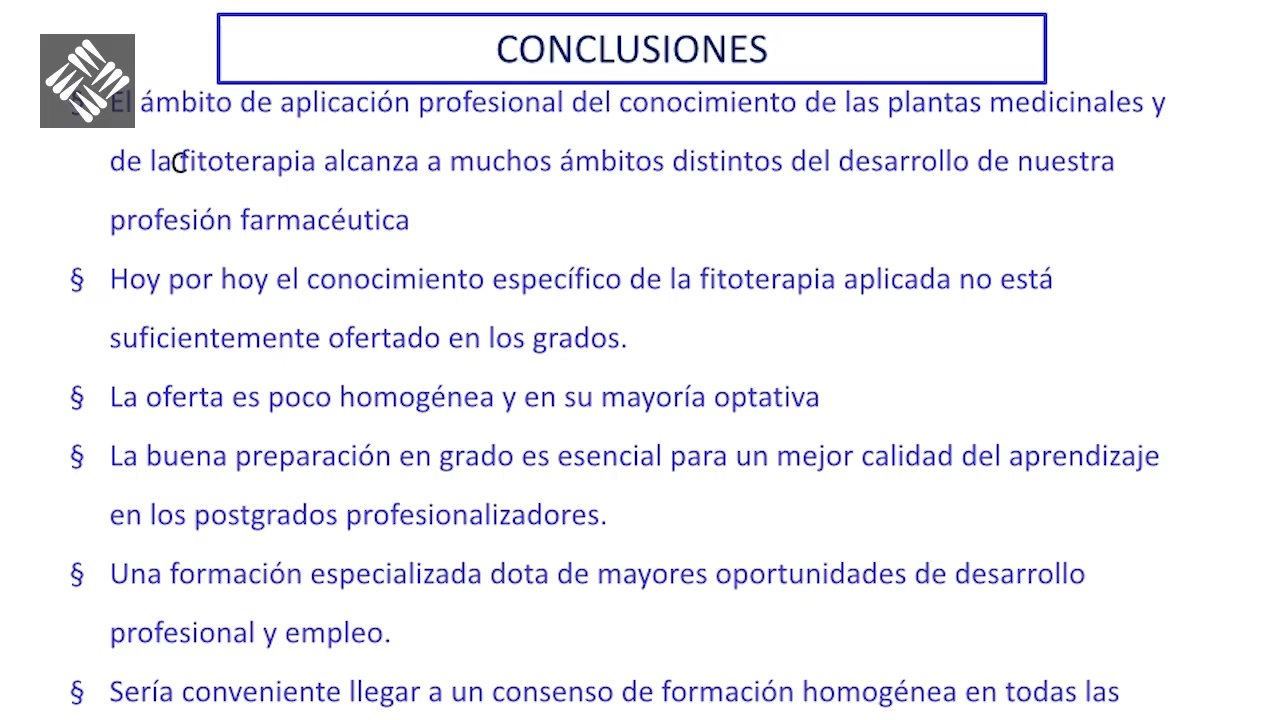 CONCLUSIONES
§ El ámbito de aplicación profesional del conocimiento de las plantas medicinales y
de la fitoterapia alcanza a muchos ámbitos distintos del desarrollo de nuestra
profesión farmacéutica
§ Hoy por hoy el conocimiento específico de la fitoterapia aplicada no está
suficientemente ofertado en los grados.
§ La oferta es poco homogénea y en su mayoría optativa
§ La buena preparación en grado es esencial para un mejor calidad del aprendizaje
en los postgrados profesionalizadores.
§ Una formación especializada dota de mayores oportunidades de desarrollo
profesional y empleo.
§ Sería conveniente llegar a un consenso de formación homogénea en todas las